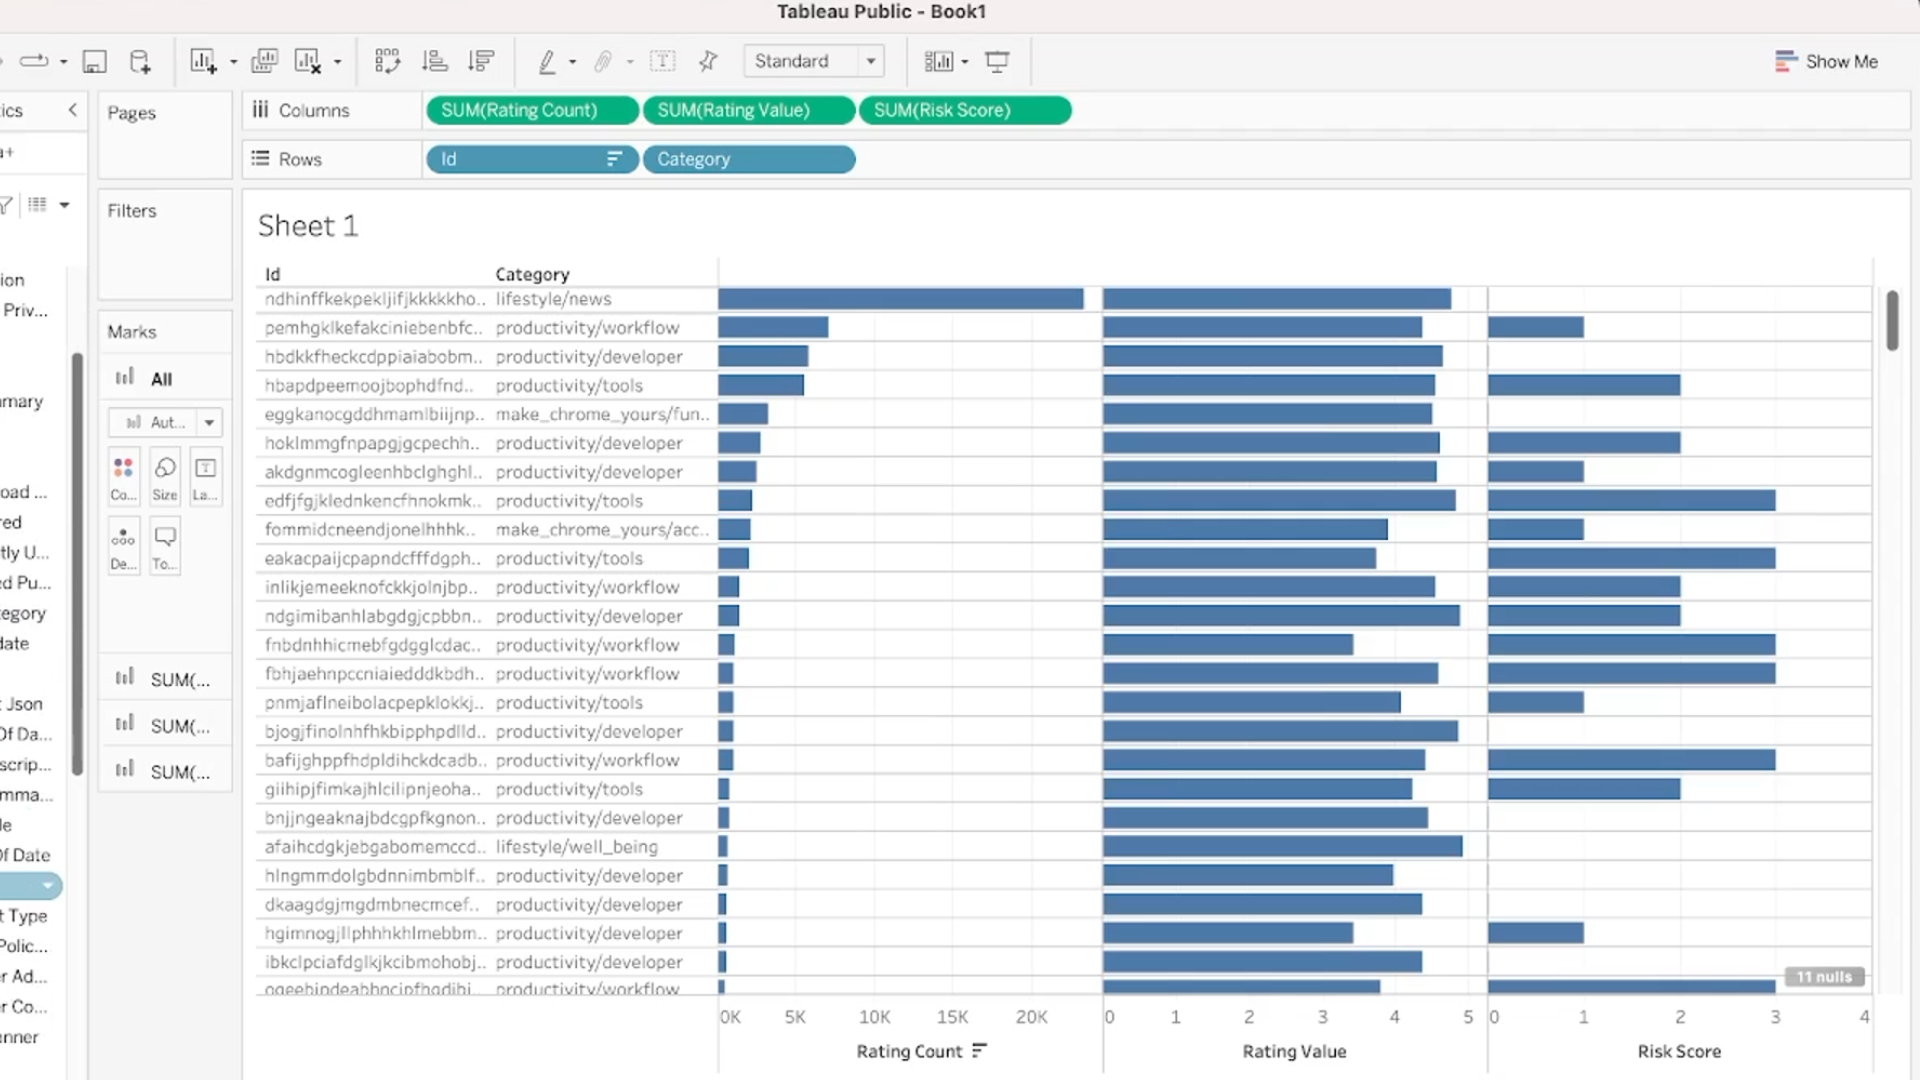 Tableau Public - Book1
Standard
Show Me
ics
Pages
Columns
SUM(Rating Count)
SUM(Rating Value)
SUM(Risk Score)
a+
Rows
Id
Category
Filters
Sheet 1
ion
Priv...
Marks
All
Aut...
Co...
Size
La...
De...
To...
SUM(...
SUM(...
SUM(...
mary
oad ...
red
tly U...
ed Pu...
tegory
date
t Json
Of Da...
scrip...
mma...
le
Of Date
t Type
Polic...
er Ad...
er Co...
nner
Id Category
ndhinffkekpekljifjkkkkkho.. lifestyle/news
pemhgklkefakciniebenbfc.. productivity/workflow
hbdkkfheckcdppiaiabobm.. productivity/developer
hbapdpeemoojbophdfnd.. productivity/tools
eggkanocgddhmamlbiijnp.. make_chrome_yours/fun..
hoklmmgfnpapgjgcpechh.. productivity/developer
akdgnmcogleenhbclghghl.. productivity/developer
edfjfgjklednkencfhnokmk.. productivity/tools
fommidcneendjonelhhhk.. make_chrome_yours/acc..
eakacpaijcpapndcfffdgph.. productivity/tools
inlikjemeeknofckkjolnjbp.. productivity/workflow
ndgimibanhlabgdgjcpbbn.. productivity/developer
fnbdnhhicmebfgdgglcdac.. productivity/workflow
fbhjaehnpccniaiedddkbdh.. productivity/workflow
pnmjaflneibolacpepklokkj.. productivity/tools
bjogjfinolnhfhkbipphpdlld.. productivity/developer
bafijghppfhdpldihckdcadb.. productivity/workflow
giihipjfimkajhlcilipnjeoha.. productivity/tools
bnjjngeaknajbdcgpfkgnon.. productivity/developer
afaihcdgkjebgabomemccd.. lifestyle/well_being
hlngmmdolgbdnnimbmblf.. productivity/developer
dkaagdgjmgdmbnecmcef.. productivity/developer
hgimnogjllphhhkhlmebbm.. productivity/developer
ibkclpciafdglkjkcibmohobj.. productivity/developer
productivity/workflow
11 nulls
0K 5K 10K 15K 20K 0 1 2 3 4 5 0 1 2 3 4
Rating Count Rating Value Risk Score